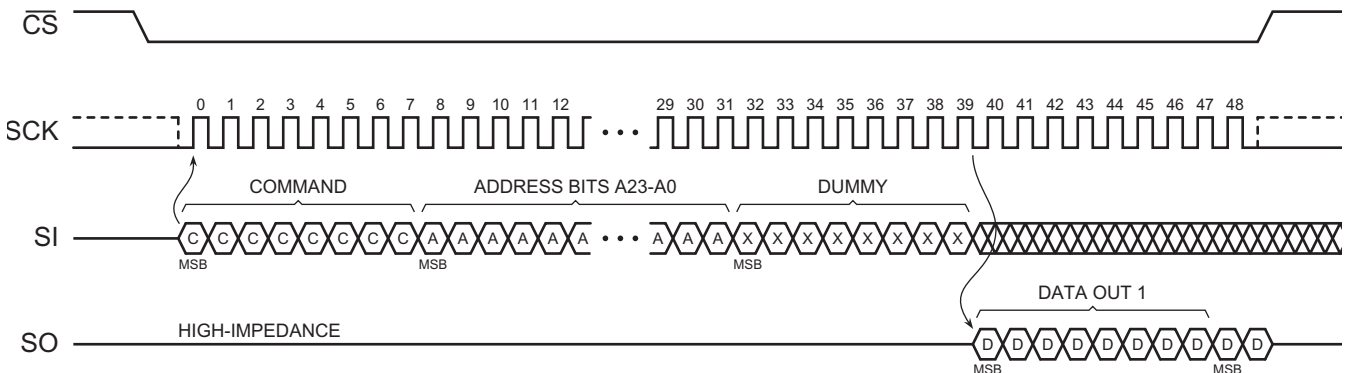 CS
0 1 2 3 4 5 6 7 8 9 10 11 12 29 30 31 32 33 34 35 36 37 38 39 40 41 42 43 44 45 46 47 48
SCK
COMMAND ADDRESS BITS A23-A0 DUMMY
SI C C C C C C C C A A A A A A • • • A A A X X X X X X X X
MSB MSB MSB
DATA OUT 1
HIGH-IMPEDANCE
SO D D D D D D D D D D
MSB MSB